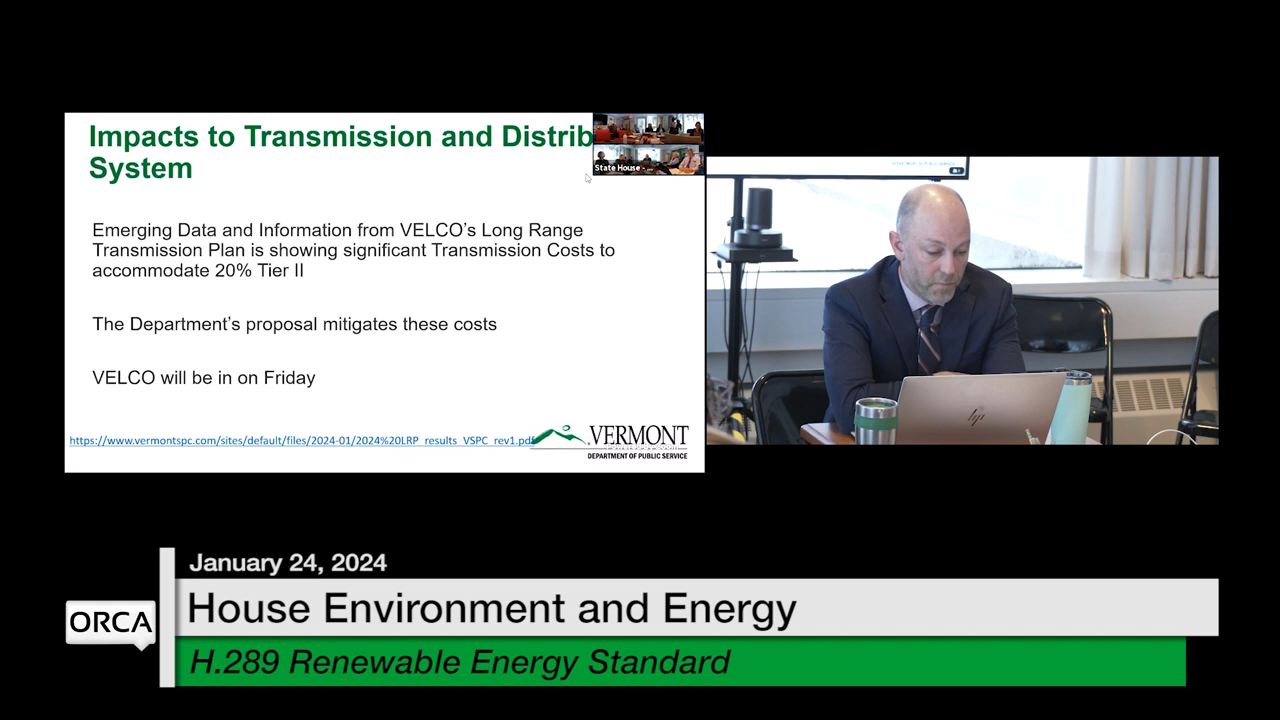 Impacts to Transmission and Distrib
System
State House -
Emerging Data and Information from VELCO's Long Range
Transmission Plan is showing significant Transmission Costs to
accommodate 20% Tier II
The Department's proposal mitigates these costs
VELCO will be in on Friday
https://www.vermontspc.com/sites/default/files/2024-01/2024%20LRP_results_VSPC_rev1.pdf
VERMONT
DEPARTMENT OF PUBLIC SERVICE
hp
January 24, 2024
ORCA
House Environment and Energy
H.289 Renewable Energy Standard